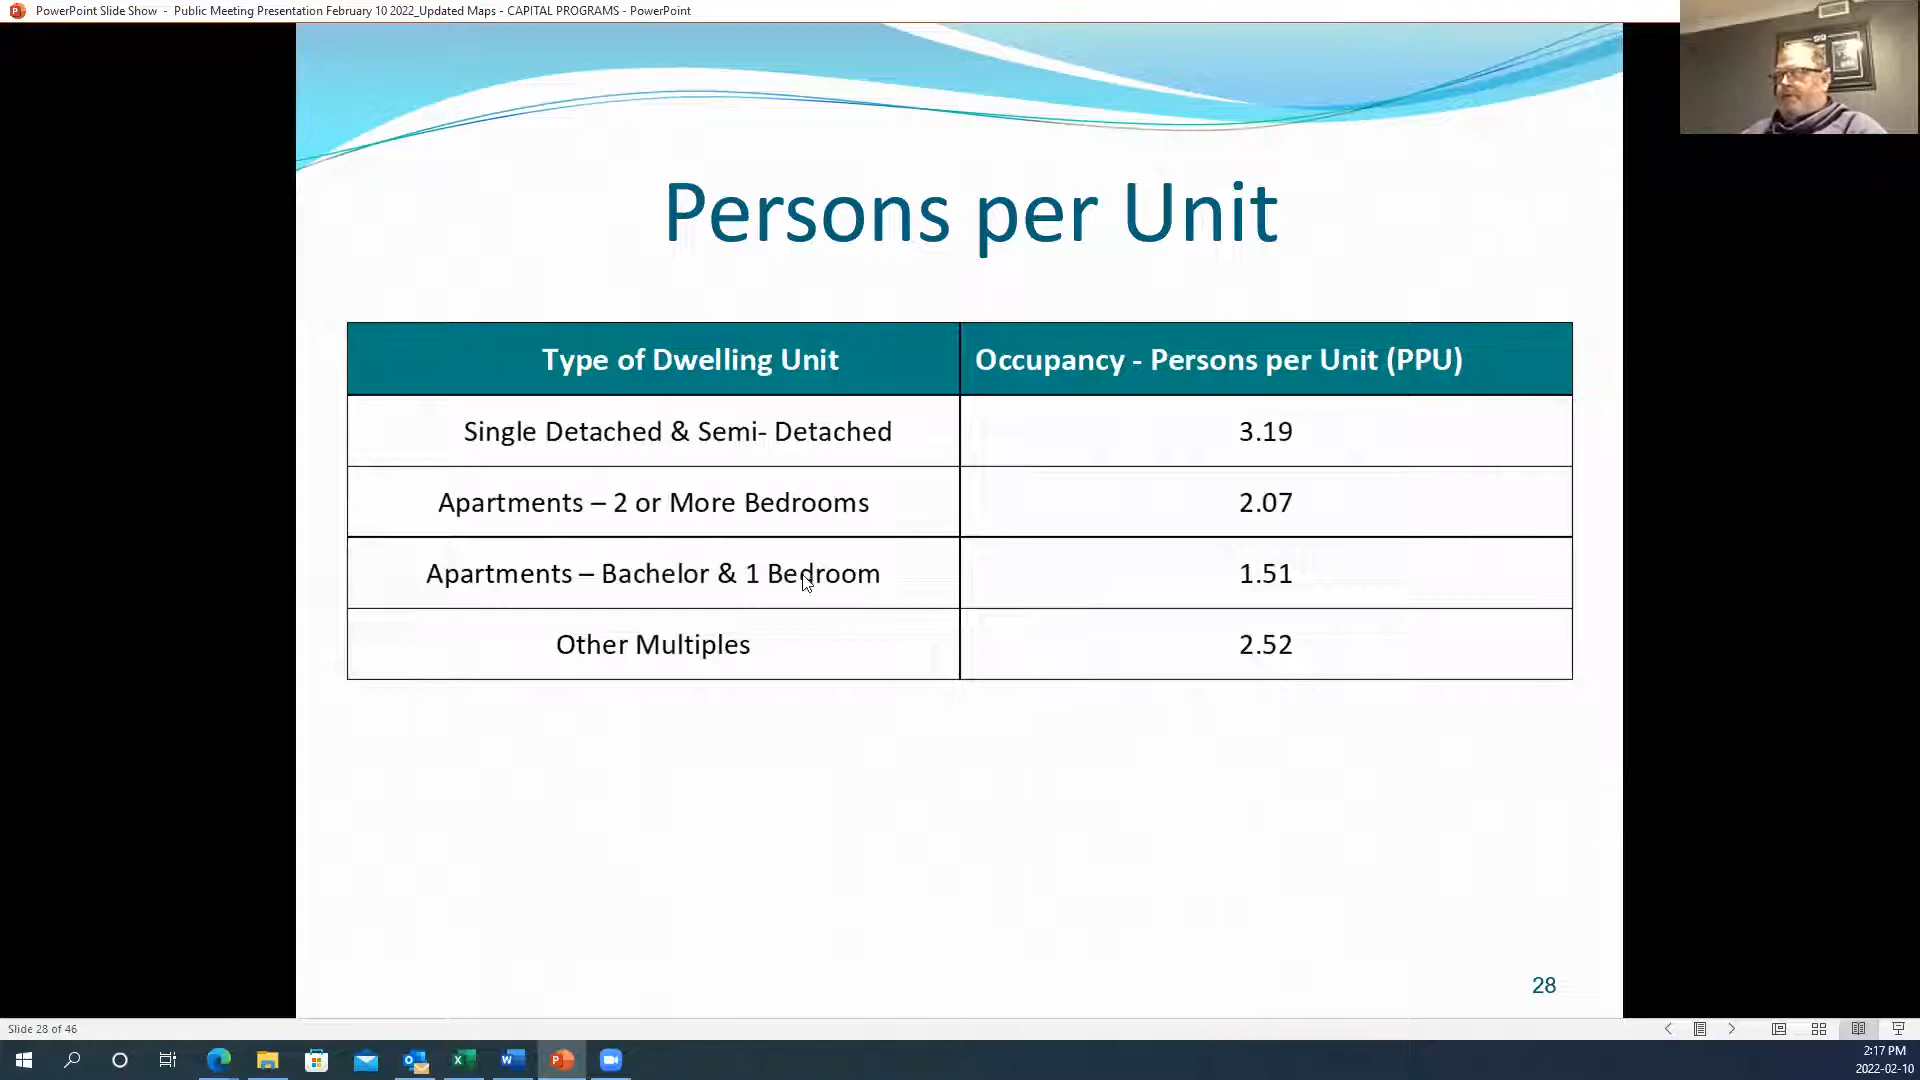 PowerPoint Slide Show - Public Meeting Presentation February 10 2022_Updated Maps - CAPITAL PROGRAMS - PowerPoint
99
Persons per Unit
Type of Dwelling Unit
Occupancy - Persons per Unit (PPU)
Single Detached & Semi- Detached
3.19
Apartments – 2 or More Bedrooms
2.07
Apartments – Bachelor & 1 Bedroom
1.51
Other Multiples
2.52
28
Slide 28 of 46
2:17 PM
2022-02-10